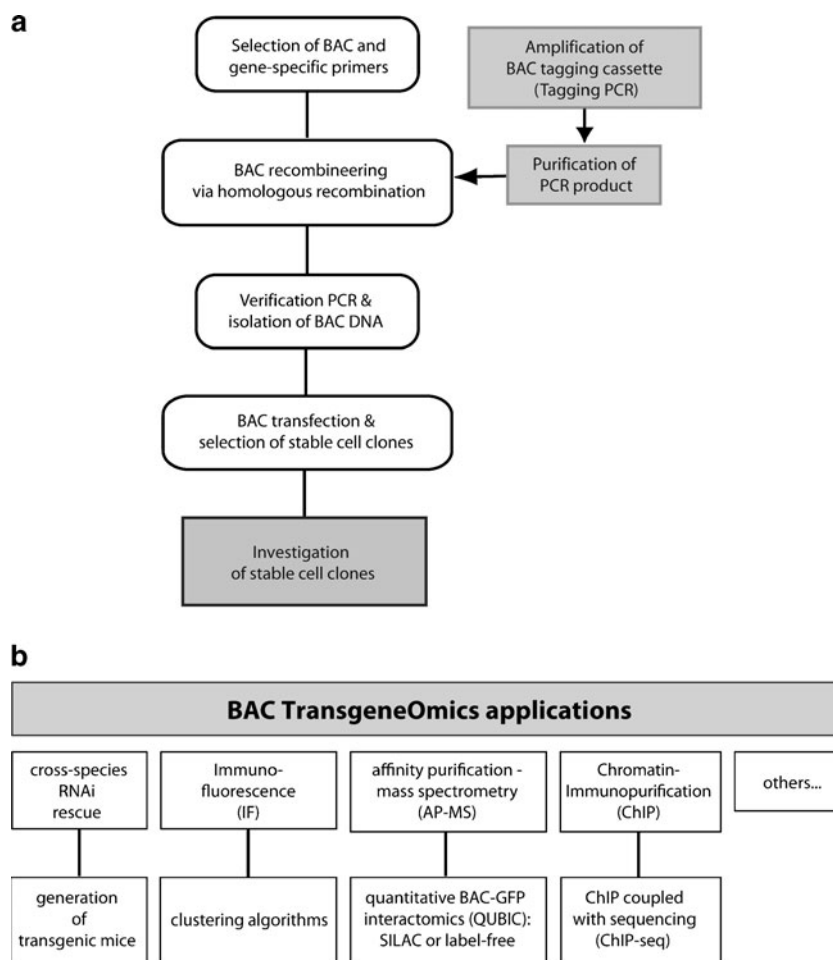 a
Selection of BAC and
gene-specific primers
Amplification of
BAC tagging cassette
(Tagging PCR)
BAC recombineering
via homologous recombination
Purification of
PCR product
Verification PCR &
isolation of BAC DNA
BAC transfection &
selection of stable cell clones
Investigation
of stable cell clones
b
BAC TransgeneOmics applications
cross-species
RNAi
rescue
Immuno-
fluorescence
(IF)
affinity purification -
mass spectrometry
(AP-MS)
Chromatin-
Immunopurification
(ChIP)
others...
generation
of
transgenic mice
clustering algorithms
quantitative BAC-GFP
interactomics (QUBIC):
SILAC or label-free
ChIP coupled
with sequencing
(ChIP-seq)